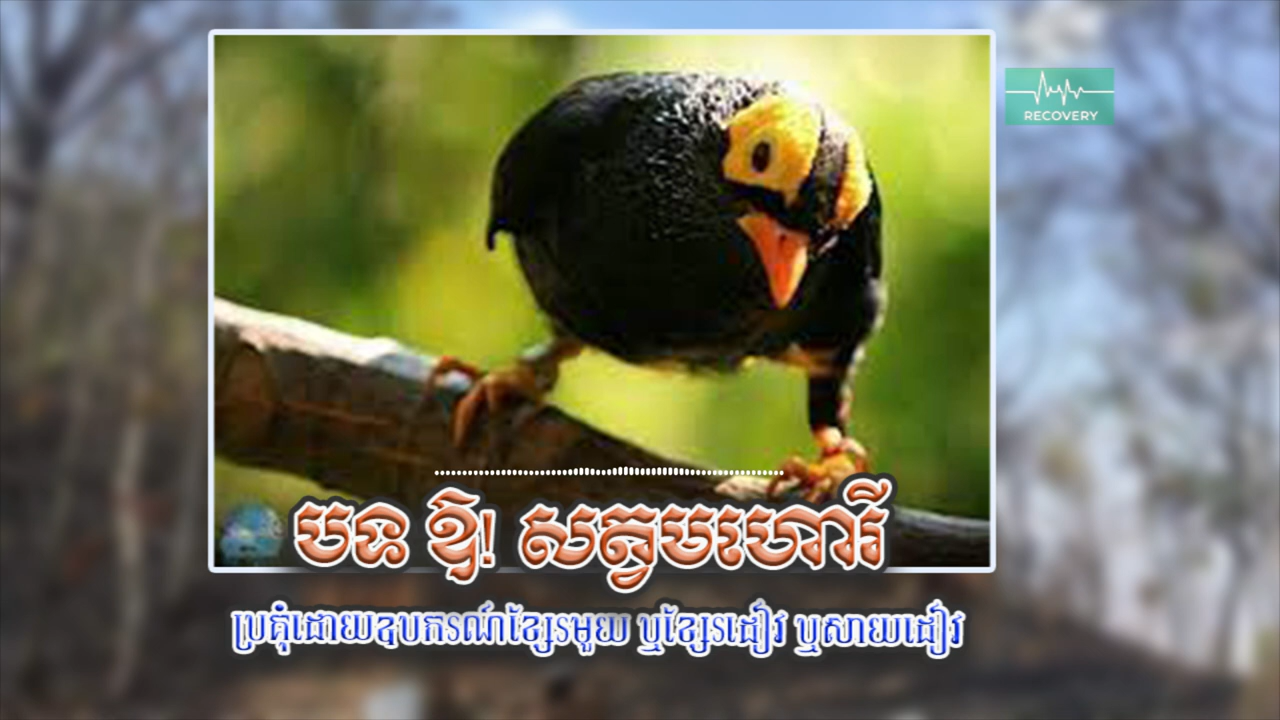 RECOVERY
បទ ឱ! សត្វមហោរី
ប្រគុំដោយឧបករណ៍ខ្សែរមួយ ឬខ្សែរដៀវ ឬសាយដៀវ